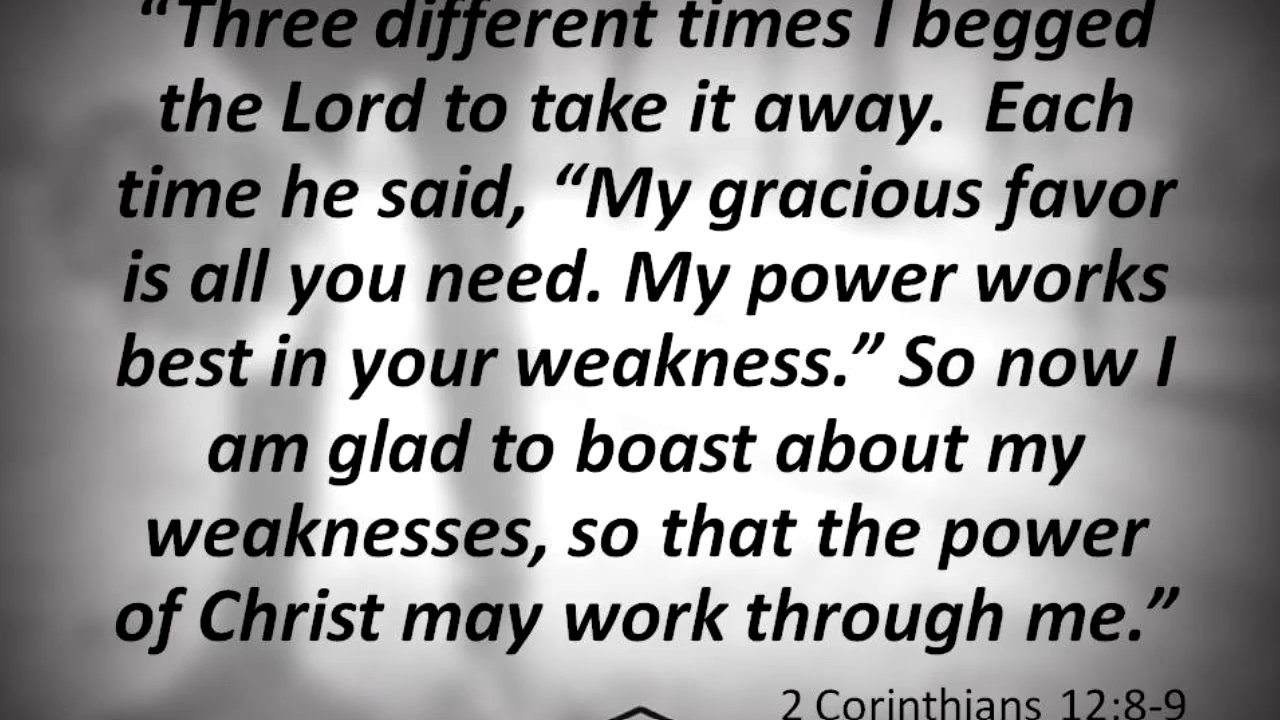 “Three different times I begged
the Lord to take it away.  Each
time he said, “My gracious favor
is all you need. My power works
best in your weakness.” So now I
am glad to boast about my
weaknesses, so that the power
of Christ may work through me.”
2 Corinthians 12:8-9